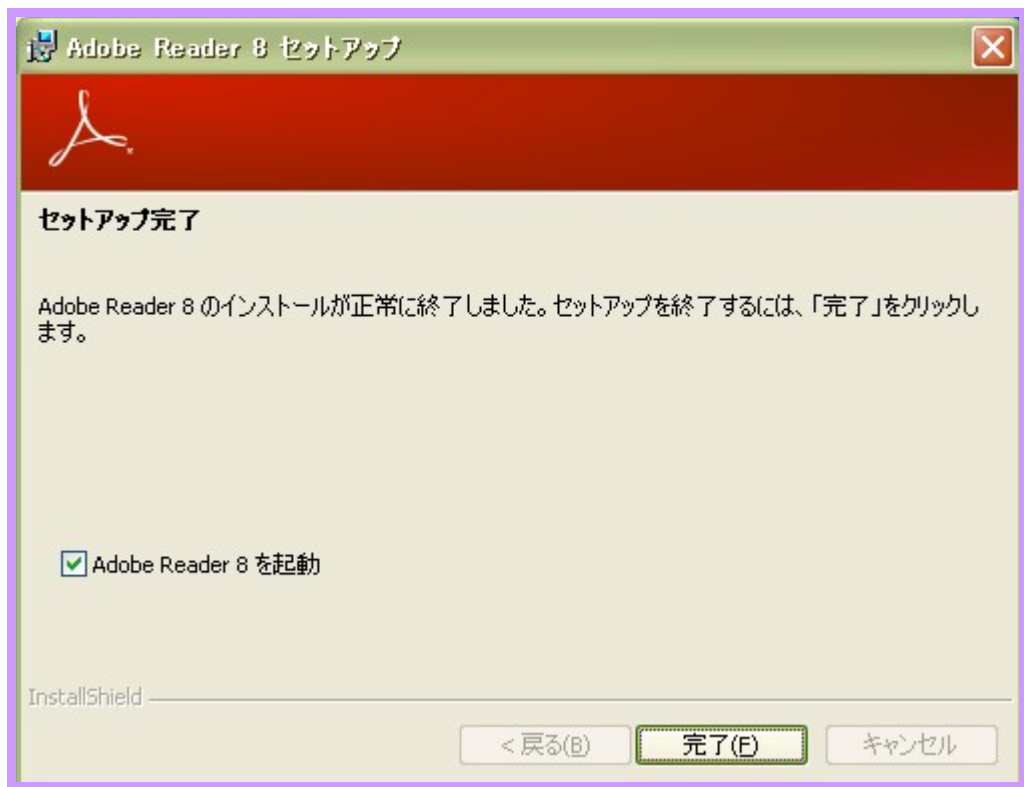 Adobe Reader 8 セットアップ
セットアップ完了
Adobe Reader 8 のインストールが正常に終了しました。セットアップを終了するには、「完了」をクリックし
ます。
Adobe Reader 8 を起動
InstallShield
< 戻る(B) 完了(F) キャンセル